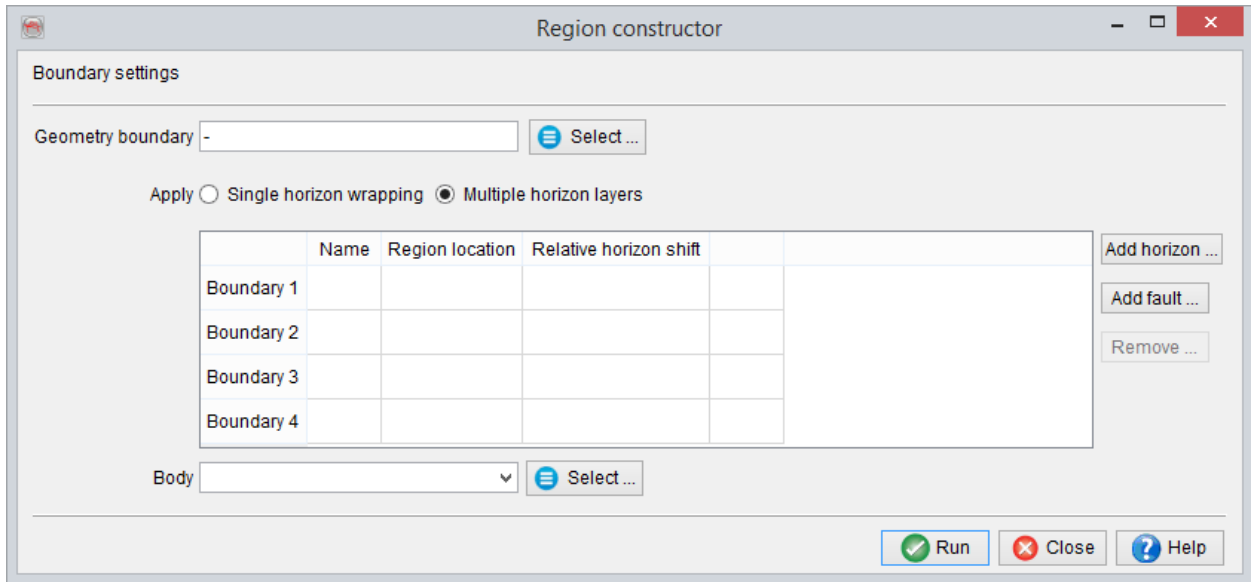 Region constructor
Boundary settings
Geometry boundary - Select ...
Apply Single horizon wrapping Multiple horizon layers
Name Region location Relative horizon shift
Add horizon ...
Boundary 1
Add fault ...
Boundary 2
Remove ...
Boundary 3
Boundary 4
Body Select ...
Run Close Help